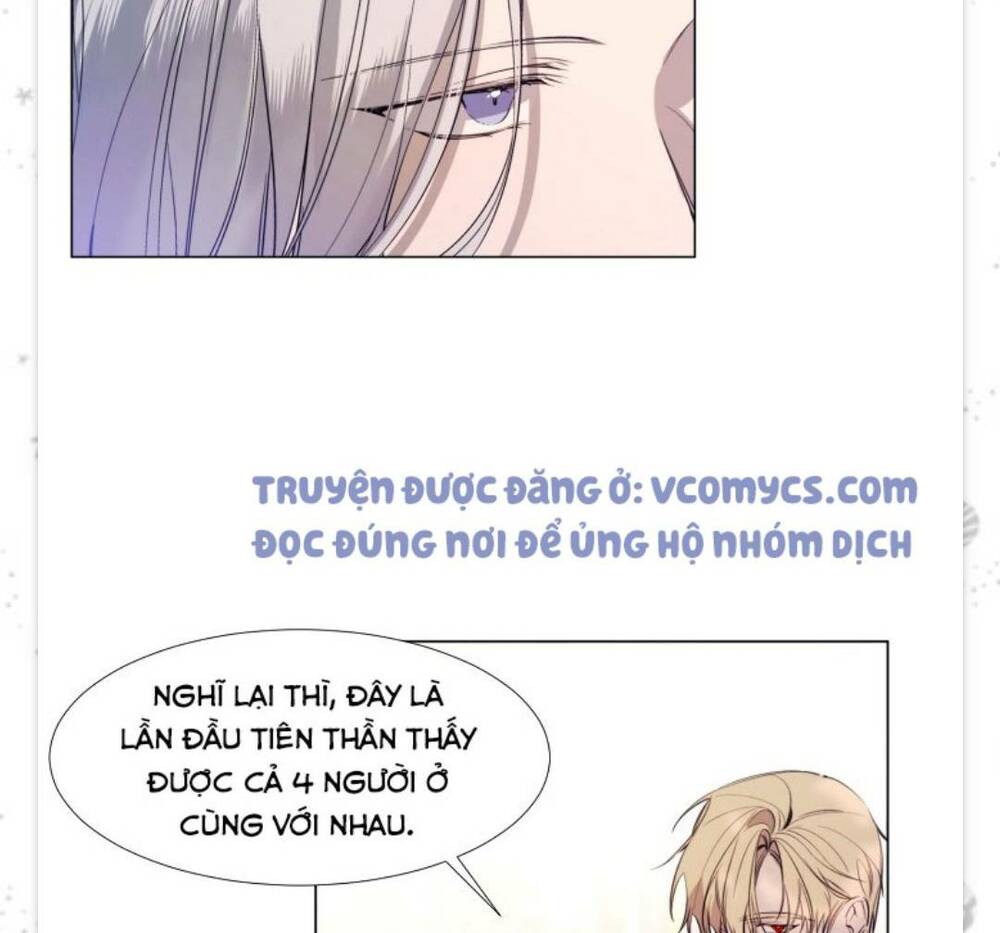 Truyện được đăng ở: vcomycs.com
Đọc đúng nơi để ủng hộ nhóm dịch
NGHĨ LẠI THÌ, ĐÂY LÀ
LẦN ĐẦU TIÊN THẦN THẤY
ĐƯỢC CẢ 4 NGƯỜI Ở
CÙNG VỚI NHAU.